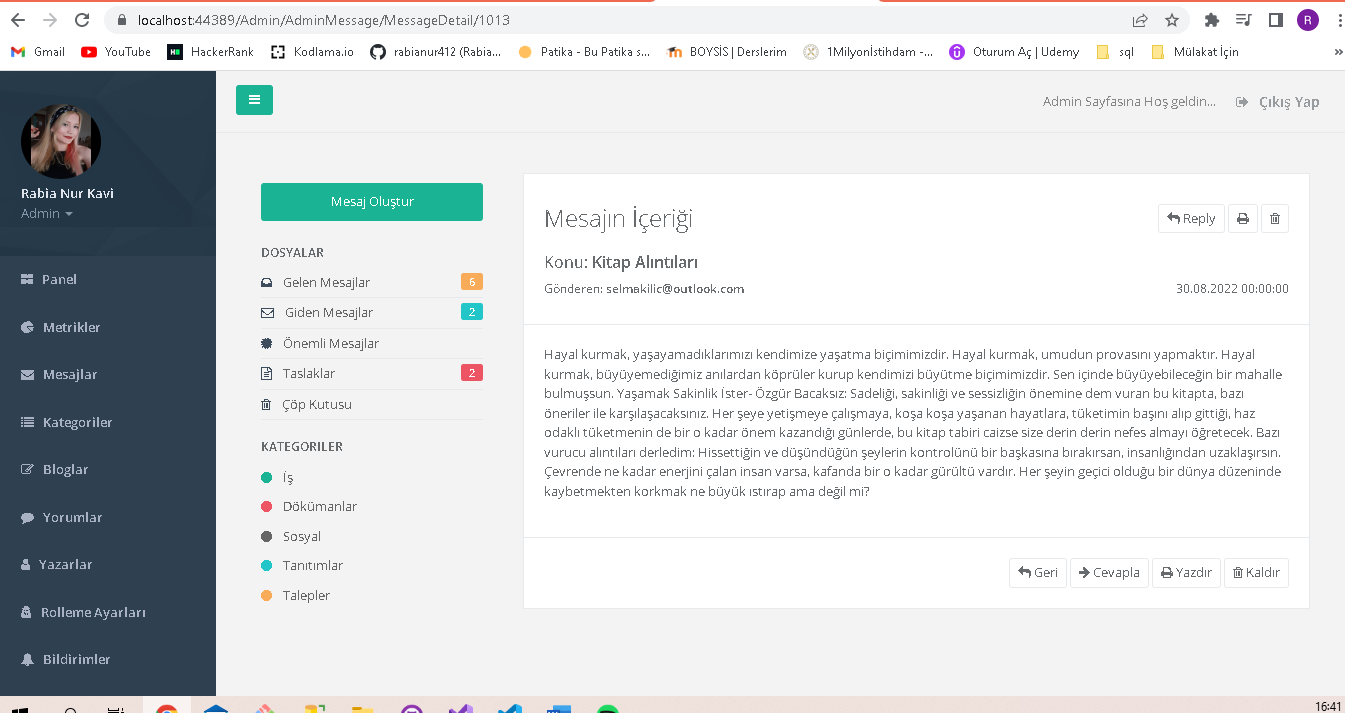 localhost:44389/Admin/AdminMessage/MessageDetail/1013
R
Gmail YouTube HackerRank Kodlama.io rabianur412 (Rabia... Patika - Bu Patika s... BOYSİS | Derslerim 1Milyonİstihdam -... Oturum Aç | Udemy sql Mülakat İçin »
Admin Sayfasına Hoş geldin... Çıkış Yap
Rabia Nur Kavi
Admin
Panel
Metrikler
Mesajlar
Kategoriler
Bloglar
Yorumlar
Yazarlar
Rolleme Ayarları
Bildirimler
Mesaj Oluştur
DOSYALAR
Gelen Mesajlar 6
Giden Mesajlar 2
Önemli Mesajlar
Taslaklar 2
Çöp Kutusu
KATEGORILER
İş
Dökümanlar
Sosyal
Tanıtımlar
Talepler
Mesajın İçeriği
Reply
Konu: Kitap Alıntıları
Gönderen: selmakilic@outlook.com 30.08.2022 00:00:00
Hayal kurmak, yaşayamadıklarımızı kendimize yaşatma biçimimizdir. Hayal kurmak, umudun provasını yapmaktır. Hayal
kurmak, büyüyemediğimiz anılardan köprüler kurup kendimizi büyütme biçimimizdir. Sen içinde büyüyebileceğin bir mahalle
bulmuşsun. Yaşamak Sakinlik İster- Özgür Bacaksız: Sadeliği, sakinliği ve sessizliğin önemine dem vuran bu kitapta, bazı
öneriler ile karşılaşacaksınız. Her şeye yetişmeye çalışmaya, koşa koşa yaşanan hayatlara, tüketimin başını alıp gittiği, haz
odaklı tüketmenin de bir o kadar önem kazandığı günlerde, bu kitap tabiri caizse size derin derin nefes almayı öğretecek. Bazı
vurucu alıntıları derledim: Hissettiğin ve düşündüğün şeylerin kontrolünü bir başkasına bırakırsan, insanlığından uzaklaşırsın.
Çevrende ne kadar enerjini çalan insan varsa, kafanda bir o kadar gürültü vardır. Her şeyin geçici olduğu bir dünya düzeninde
kaybetmekten korkmak ne büyük ıstırap ama değil mi?
Geri Cevapla Yazdır Kaldır
16:41